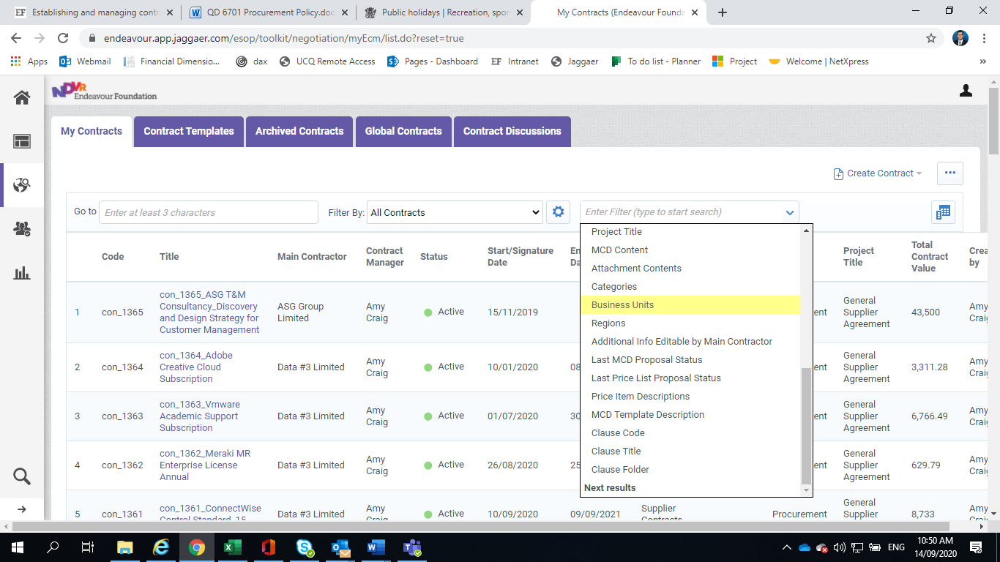 Establishing and managing contr
QD 6701 Procurement Policy.doc
Public holidays | Recreation, spor
My Contracts (Endeavour Founda
endeavour.app.jaggaer.com/esop/toolkit/negotiation/myEcm/list.do?reset=true
Apps
Webmail
Financial Dimensio...
dax
UCQ Remote Access
Pages - Dashboard
EF Intranet
Jaggaer
To do list - Planner
Project
Welcome | NetXpress
NDVR
Endeavour Foundation
My Contracts
Contract Templates
Archived Contracts
Global Contracts
Contract Discussions
Create Contract
Go to
Enter at least 3 characters
Filter By:
All Contracts
Enter Filter (type to start search)
Project Title
MCD Content
Attachment Contents
Categories
Business Units
Regions
Additional Info Editable by Main Contractor
Last MCD Proposal Status
Last Price List Proposal Status
Price Item Descriptions
MCD Template Description
Clause Code
Clause Title
Clause Folder
Next results
Code
Title
Main Contractor
Contract
Manager
Status
Start/Signature
Date
En
Da
Project
Title
Total
Contract
Value
Crea
by
1
con_1365
con_1365_ASG T&M
Consultancy_Discovery
and Design Strategy for
Customer Management
ASG Group
Limited
Amy
Craig
Active
15/11/2019
ent
General
Supplier
Agreement
43,500
Amy
Craig
2
con_1364
con_1364_Adobe
Creative Cloud
Subscription
Data #3 Limited
Amy
Craig
Active
10/01/2020
08
ent
General
Supplier
Agreement
3,311.28
Amy
Craig
3
con_1363
con_1363_Vmware
Academic Support
Subscription
Data #3 Limited
Amy
Craig
Active
01/07/2020
30
ent
General
Supplier
Agreement
6,766.49
Amy
Craig
4
con_1362
con_1362_Meraki MR
Enterprise License
Annual
Data #3 Limited
Amy
Craig
Active
26/08/2020
25
ent
General
Supplier
Agreement
629.79
Amy
Craig
5
con_1361
con_1361_ConnectWise
Control Standard_15
Data #3 Limited
Amy
Craig
Active
10/09/2020
09/09/2021
Supplier
Contracts
Procurement
General
Supplier
8,733
Amy
Craig
ENG
10:50 AM
14/09/2020